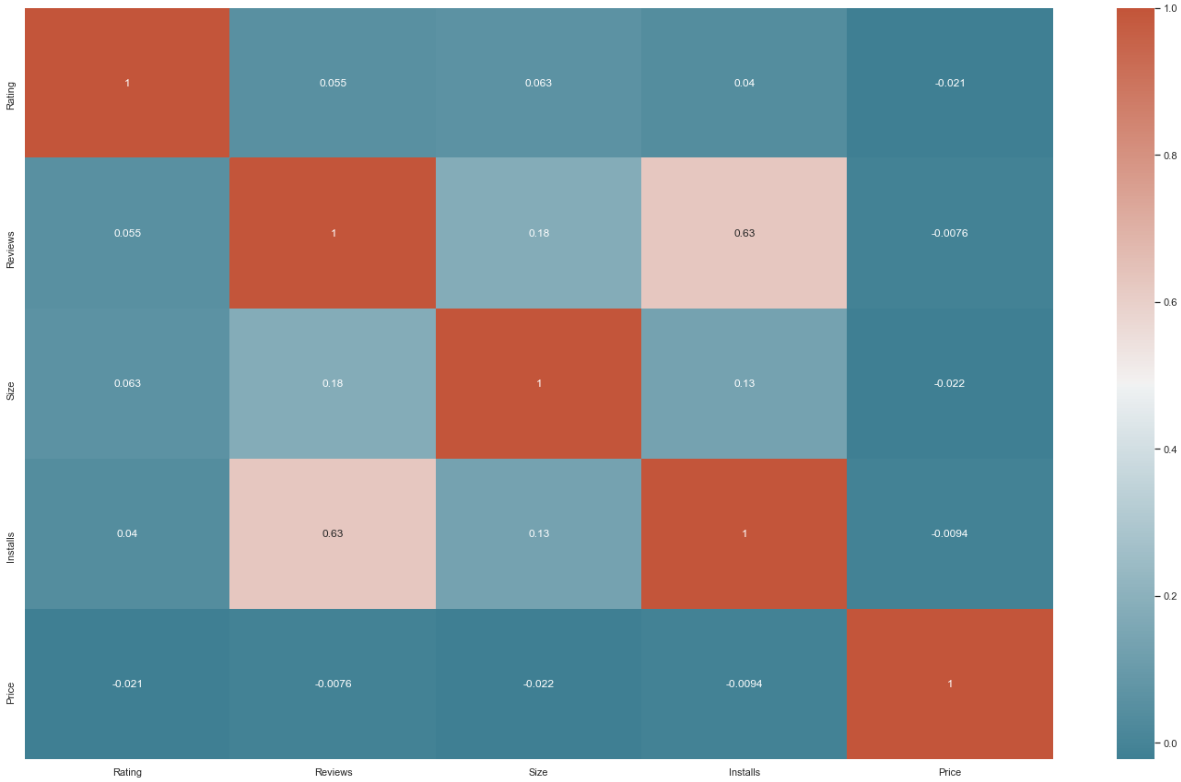 1.0
Rating 1 0.055 0.063 0.04 -0.021
0.8
Reviews 0.055 1 0.18 0.63 -0.0076
0.6
Size 0.063 0.18 1 0.13 -0.022
0.4
Installs 0.04 0.63 0.13 1 -0.0094
0.2
Price -0.021 -0.0076 -0.022 -0.0094 1
0.0
Rating Reviews Size Installs Price